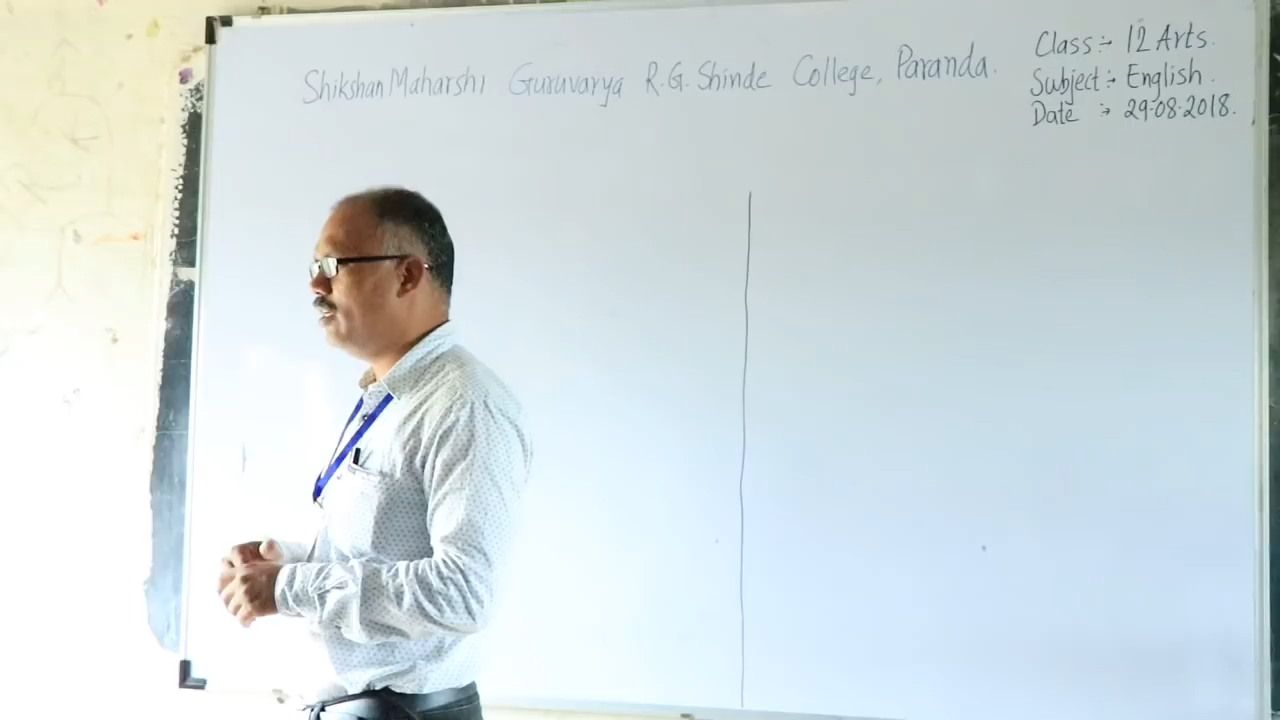 Shikshan Maharshi Guruvarya R.G. Shinde College, Paranda.
Class:- 12 Arts.
Subject:- English.
Date :- 29-08-2018.